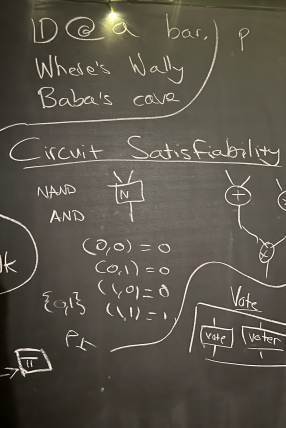 D @ a bar.
P
Where's Wally
Baba's cave
Circuit Satisfiability
NAND
N
AND
+
(0,0) = 0
(0,1) = 0
(1,0) = 0
{0,1}
(1,1) = 1
Vote
vote
voter
π